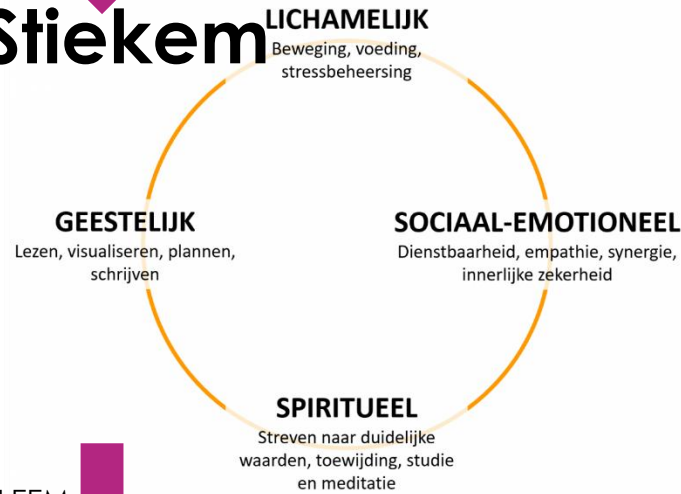 Stiekem
LICHAMELIJK
Beweging, voeding,
stressbeheersing
GEESTELIJK
Lezen, visualiseren, plannen,
schrijven
SOCIAAL-EMOTIONEEL
Dienstbaarheid, empathie, synergie,
innerlijke zekerheid
SPIRITUEEL
Streven naar duidelijke
waarden, toewijding, studie
en meditatie